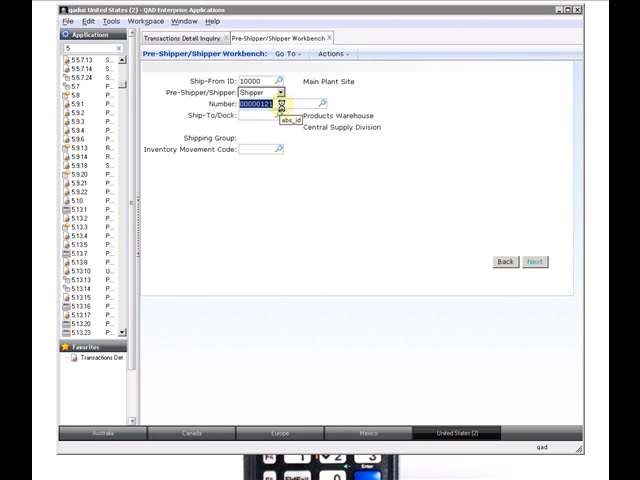 qadui: United States (2) - QAD Enterprise Applications
File Edit Tools Workspace Window Help
Applications
5
Transactions Detail Inquiry
Pre-Shipper/Shipper Workbench
Pre-Shipper/Shipper Workbench: Go To Actions
Ship-From ID: 10000 Main Plant Site
Pre-Shipper/Shipper: Shipper
Number: 00000121
Ship-To/Dock: Products Warehouse
abs_id
Central Supply Division
Shipping Group:
Inventory Movement Code:
Back Next
5.5.7.13 S...
5.5.7.14 S...
5.5.7.24 S...
5.7 P...
5.8 P...
5.9.1 P...
5.9.2 P...
5.9.3 P...
5.9.5 P...
5.9.6 P...
5.9.13 R...
5.9.14 R...
5.9.18 S...
5.9.20 P...
5.9.21 P...
5.9.22 P...
5.10 P...
5.13.1 P...
5.13.2 P...
5.13.3 P...
5.13.4 P...
5.13.5 P...
5.13.7 P...
5.13.8 P...
5.13.10 U...
5.13.13 P...
5.13.14 P...
5.13.15 P...
5.13.16 P...
5.13.17 P...
5.13.20 P...
5.13.23 P...
Favorites
Transactions Det
Australia Canada Europe Mexico United States (2)
qad
F4 1 2 3
Enter